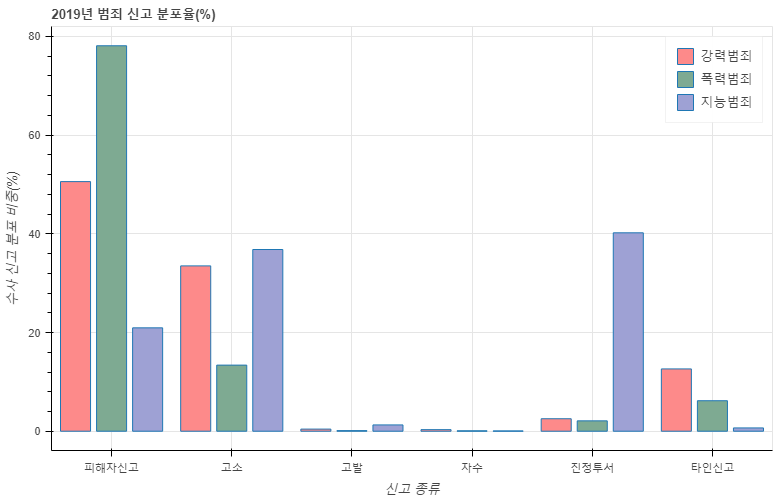 2019년 범죄 신고 분포율(%)
강력범죄
폭력범죄
지능범죄
수사 신고 분포 비중(%)
80
60
40
20
0
피해자신고 고소 고발 자수 진정투서 타인신고
신고 종류